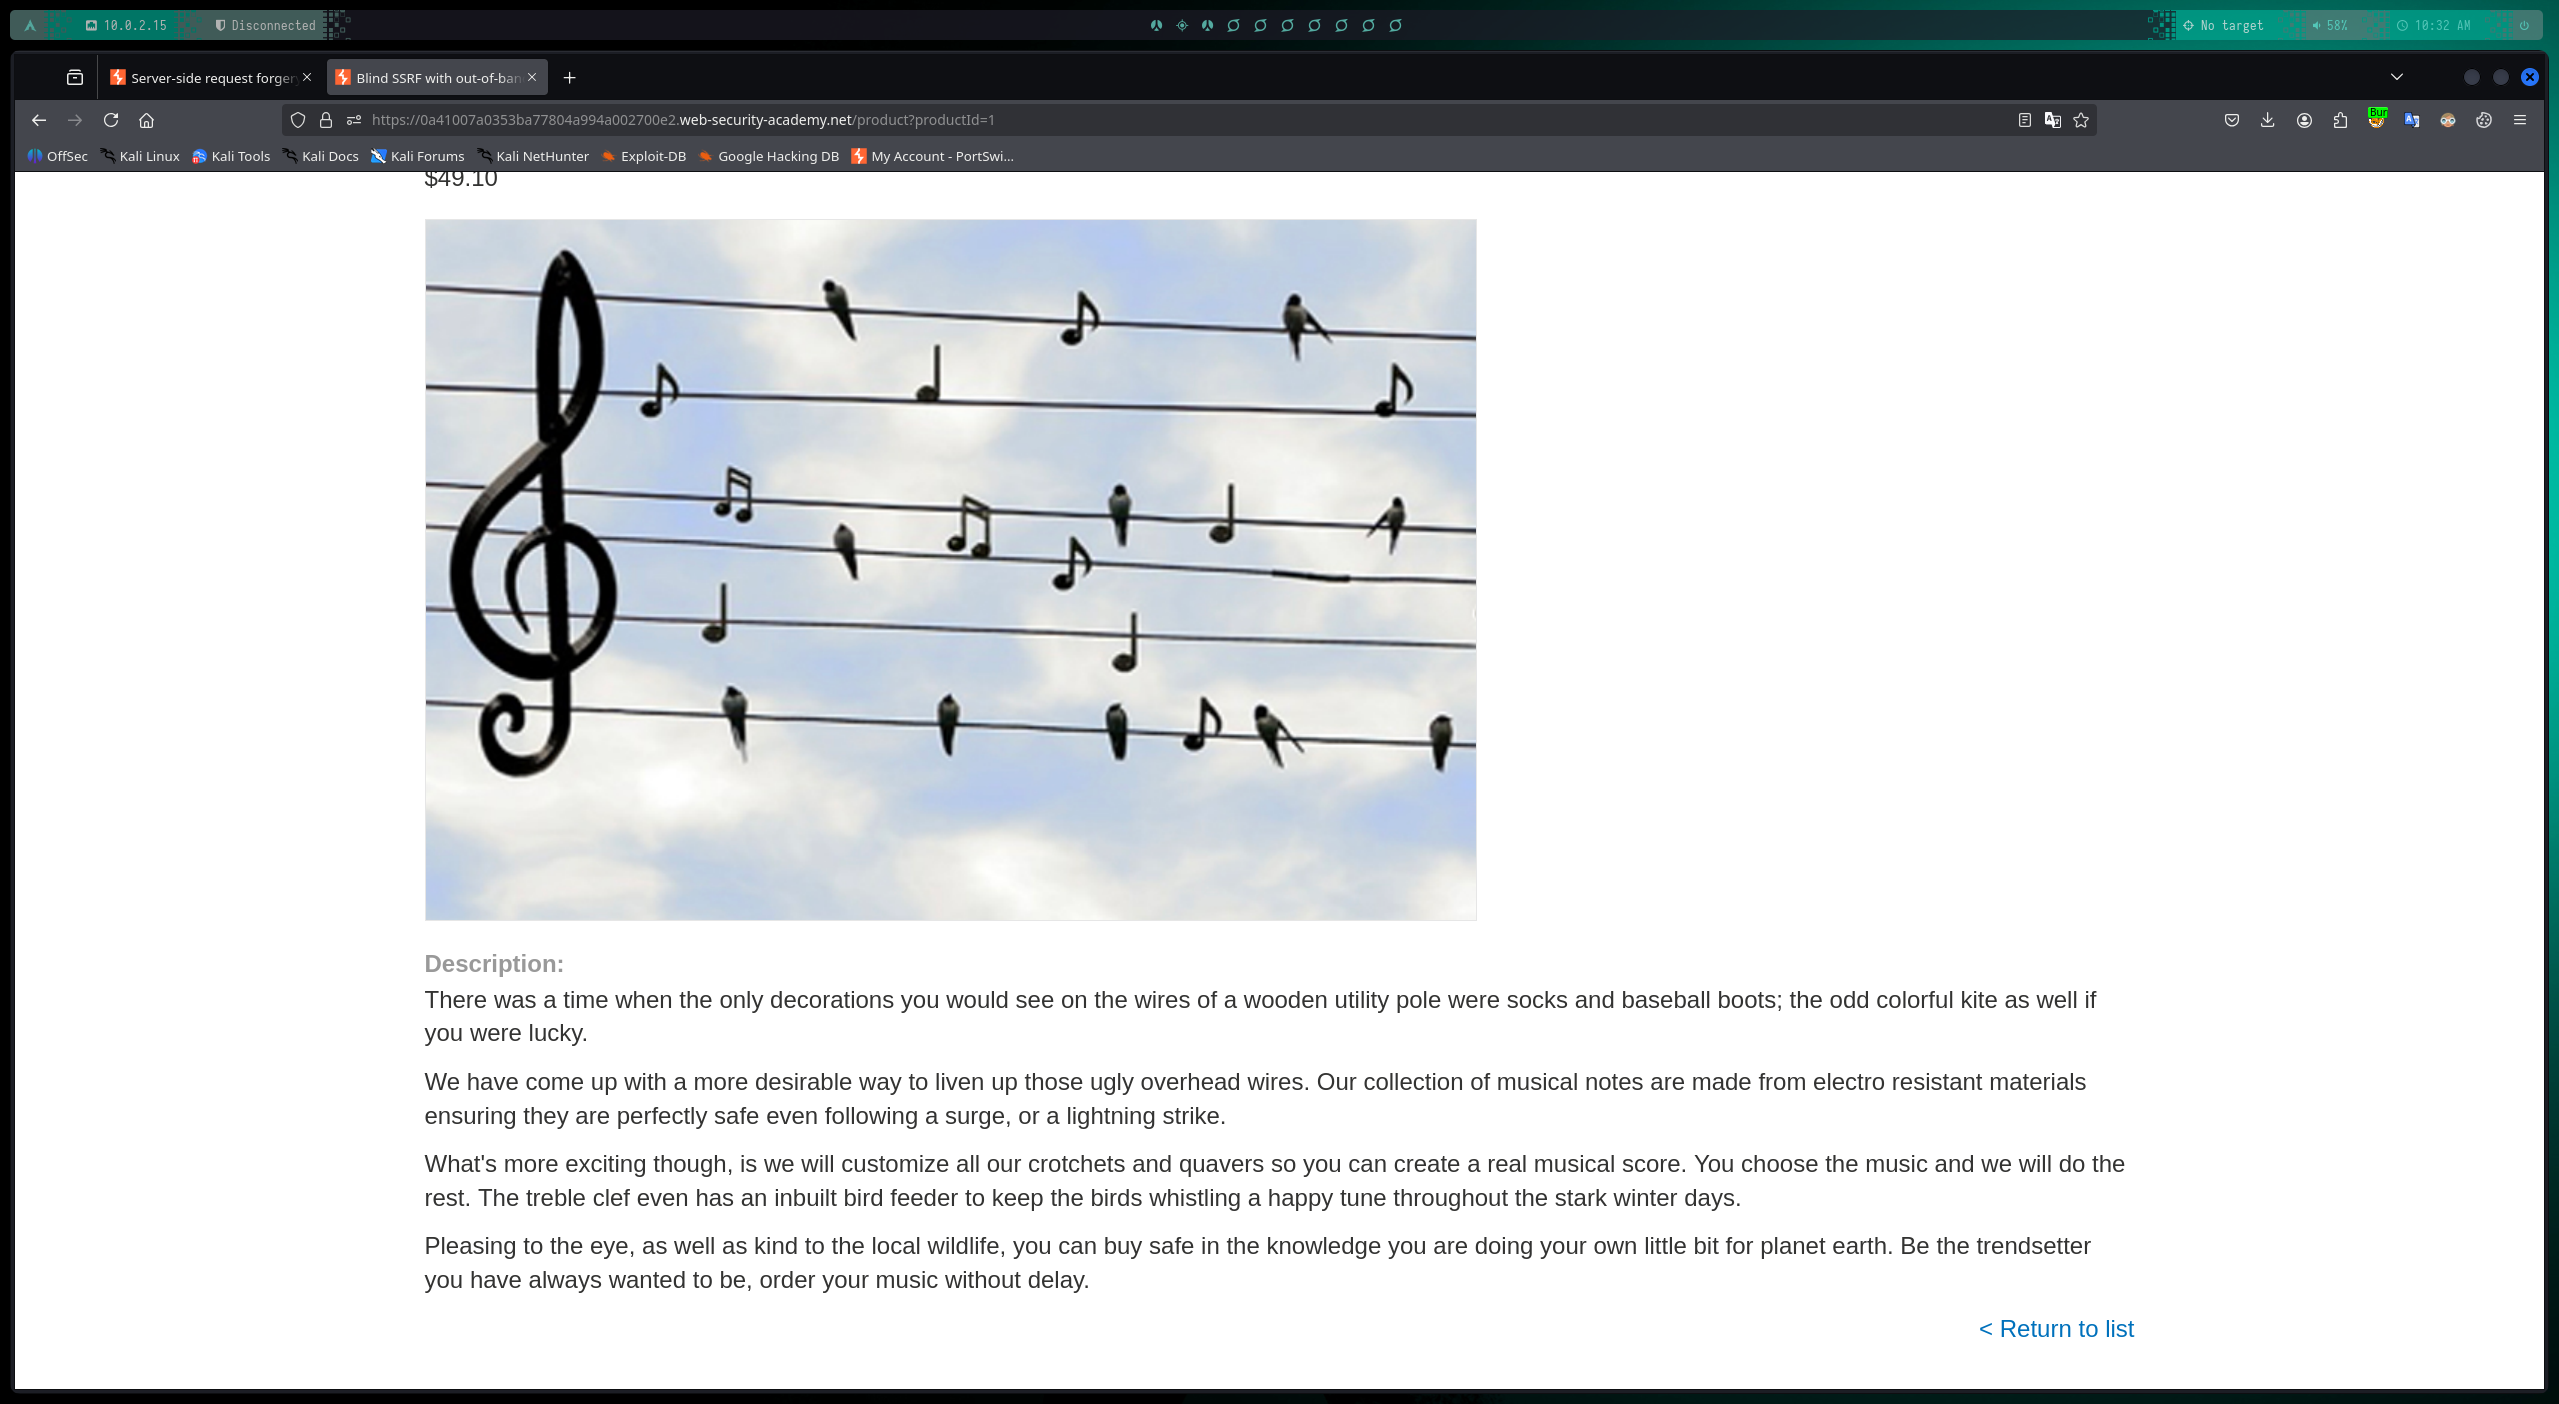 10.0.2.15
Disconnected
No target
58%
10:32 AM
Server-side request forger
Blind SSRF with out-of-ban
https://0a41007a0353ba77804a994a002700e2.web-security-academy.net/product?productId=1
Bur
OffSec
Kali Linux
Kali Tools
Kali Docs
Kali Forums
Kali NetHunter
Exploit-DB
Google Hacking DB
My Account - PortSwi...
$49.10
Description:
There was a time when the only decorations you would see on the wires of a wooden utility pole were socks and baseball boots; the odd colorful kite as well if
you were lucky.
We have come up with a more desirable way to liven up those ugly overhead wires. Our collection of musical notes are made from electro resistant materials
ensuring they are perfectly safe even following a surge, or a lightning strike.
What's more exciting though, is we will customize all our crotchets and quavers so you can create a real musical score. You choose the music and we will do the
rest. The treble clef even has an inbuilt bird feeder to keep the birds whistling a happy tune throughout the stark winter days.
Pleasing to the eye, as well as kind to the local wildlife, you can buy safe in the knowledge you are doing your own little bit for planet earth. Be the trendsetter
you have always wanted to be, order your music without delay.
< Return to list